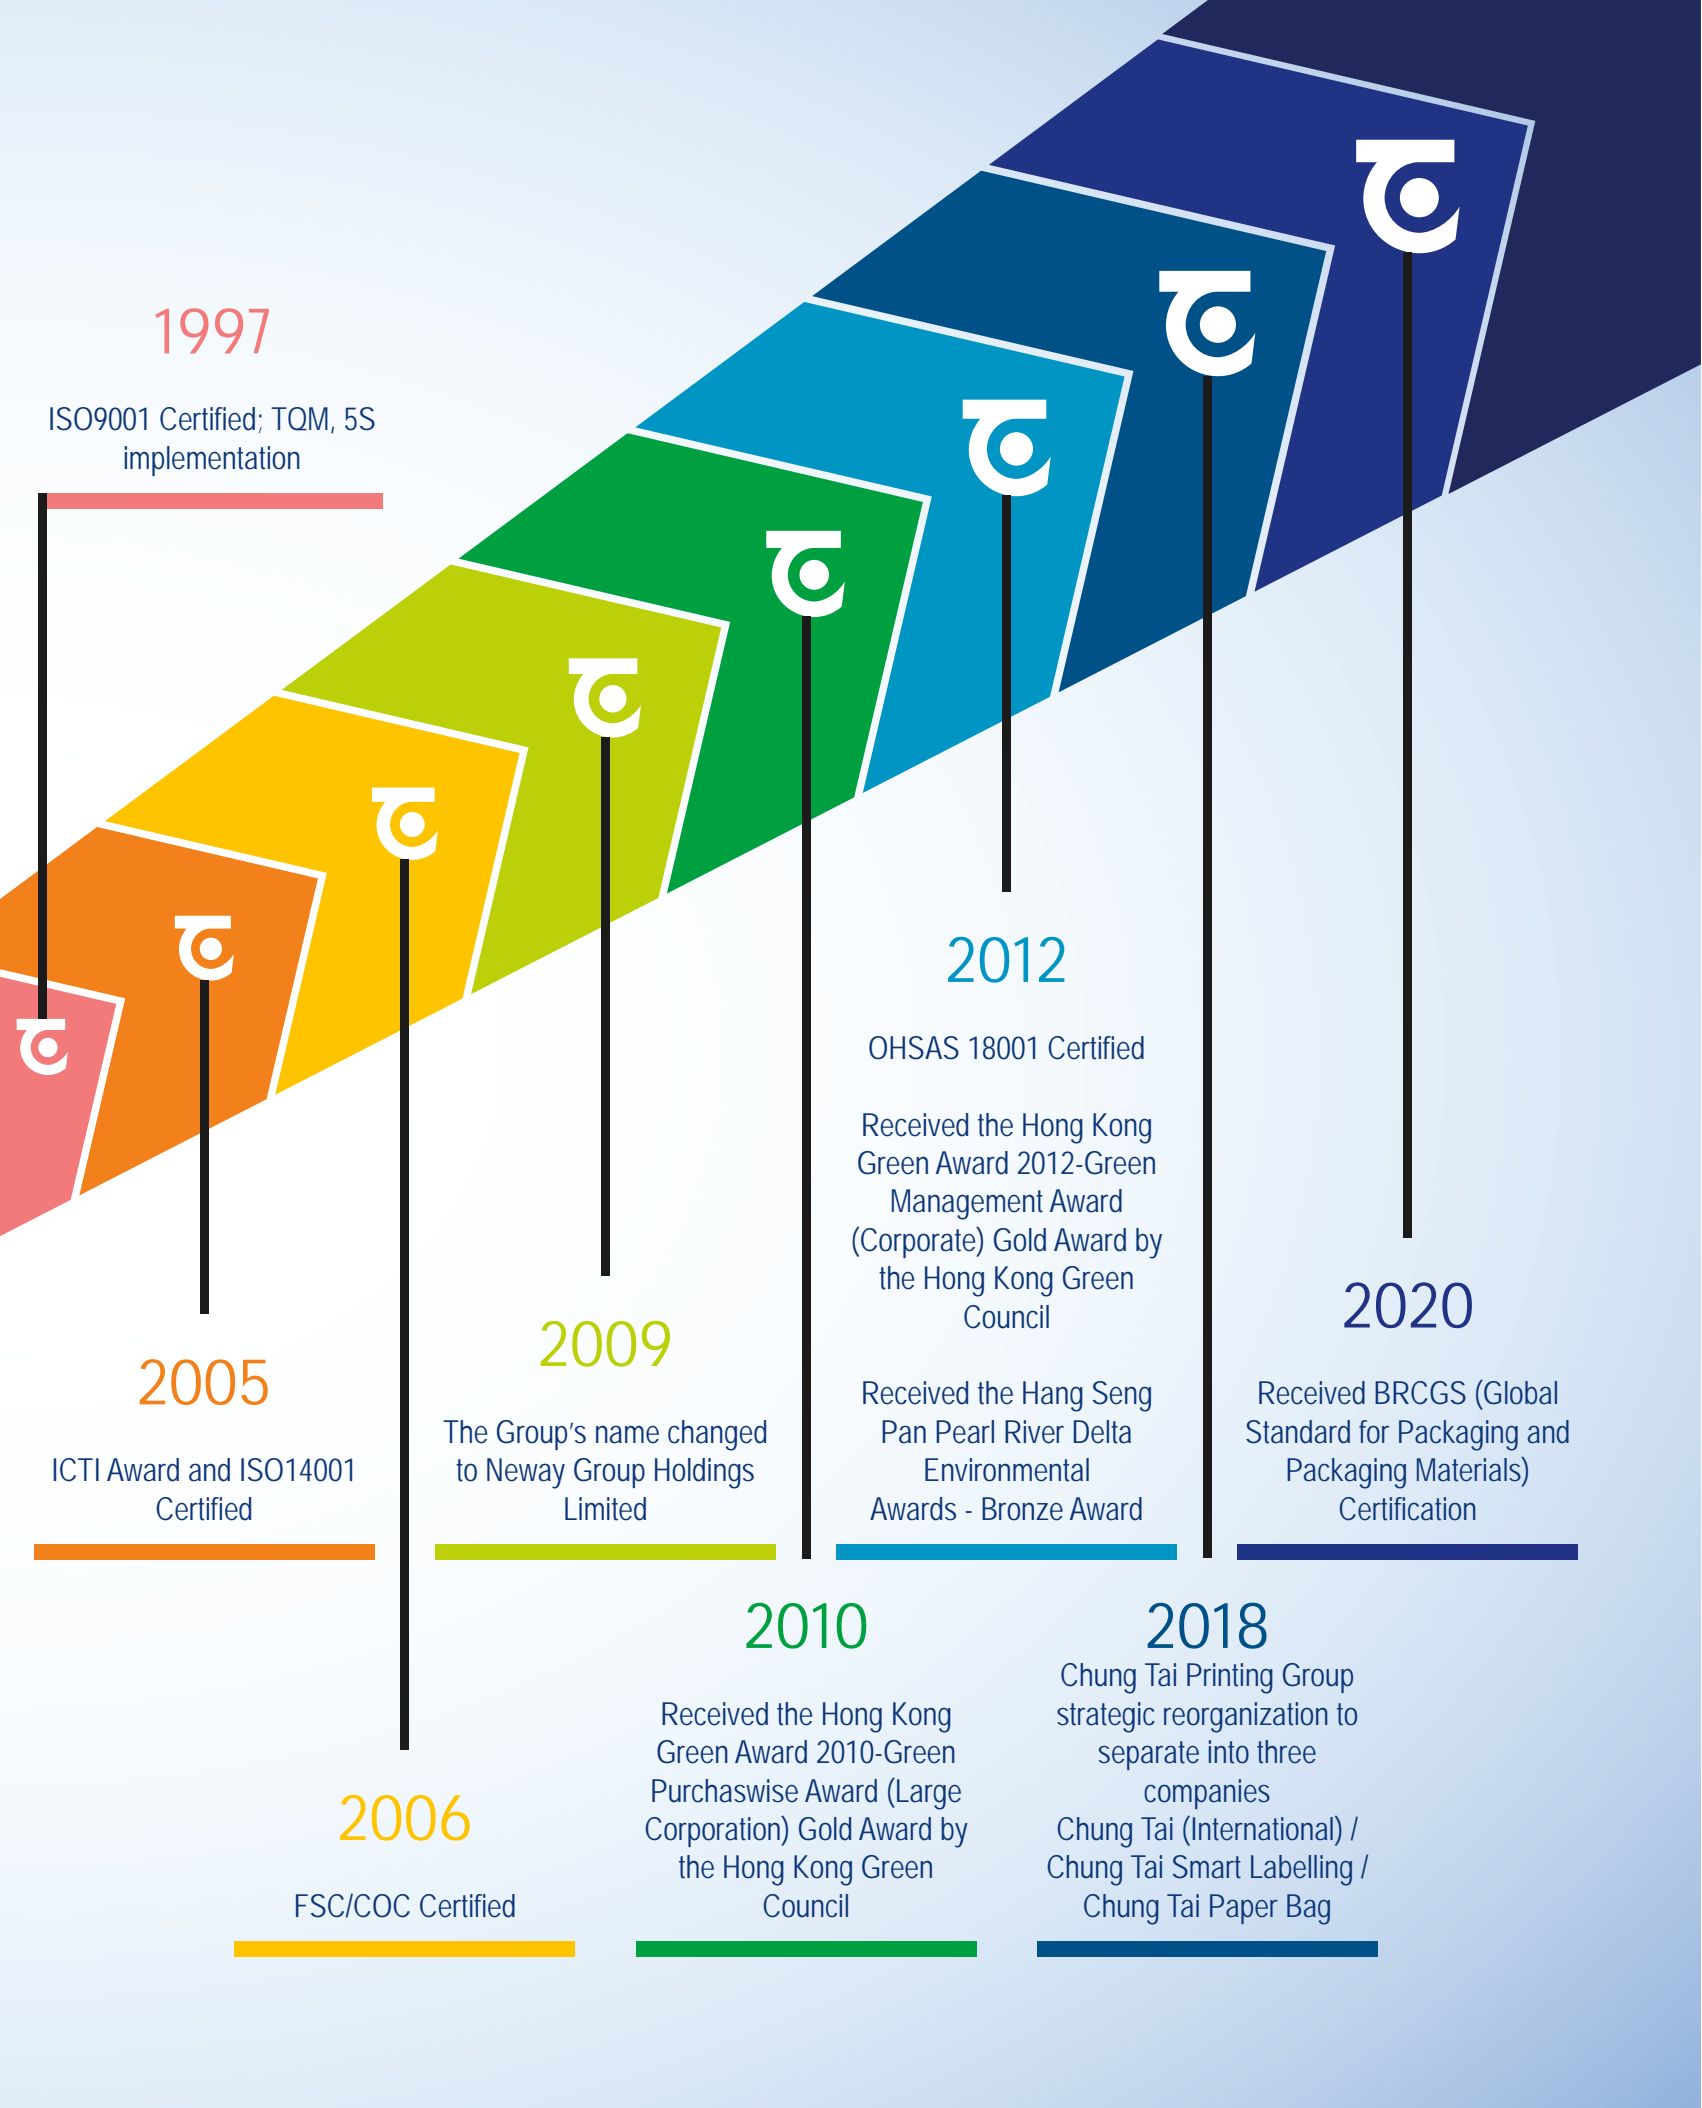 1997
ISO9001 Certified; TQM, 5S
implementation
2005
ICTI Award and ISO14001
Certified
2006
FSC/COC Certified
2009
The Group's name changed
to Neway Group Holdings
Limited
2010
Received the Hong Kong
Green Award 2010-Green
Purchaswise Award (Large
Corporation) Gold Award by
the Hong Kong Green
Council
2012
OHSAS 18001 Certified
Received the Hong Kong
Green Award 2012-Green
Management Award
(Corporate) Gold Award by
the Hong Kong Green
Council
Received the Hang Seng
Pan Pearl River Delta
Environmental
Awards - Bronze Award
2018
Chung Tai Printing Group
strategic reorganization to
separate into three
companies
Chung Tai (International) /
Chung Tai Smart Labelling /
Chung Tai Paper Bag
2020
Received BRCGS (Global
Standard for Packaging and
Packaging Materials)
Certification